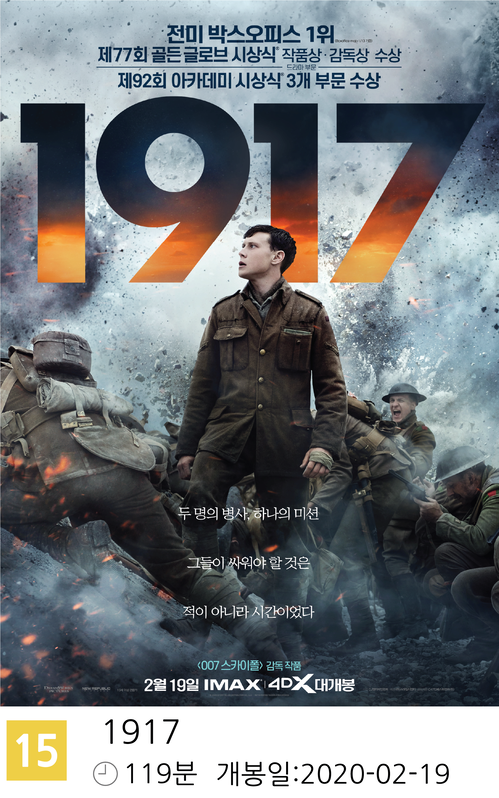 전미 박스오피스 1위
제77회 골든 글로브 시상식 작품상·감독상 수상
드라마 부문
제92회 아카데미 시상식 3개 부문 수상
1917
두 명의 병사, 하나의 미션
그들이 싸워야 할 것은
적이 아니라 시간이었다
<007 스카이폴> 감독 작품
2월 19일 IMAX | 4DX 대개봉
15
1917
119분 개봉일:2020-02-19